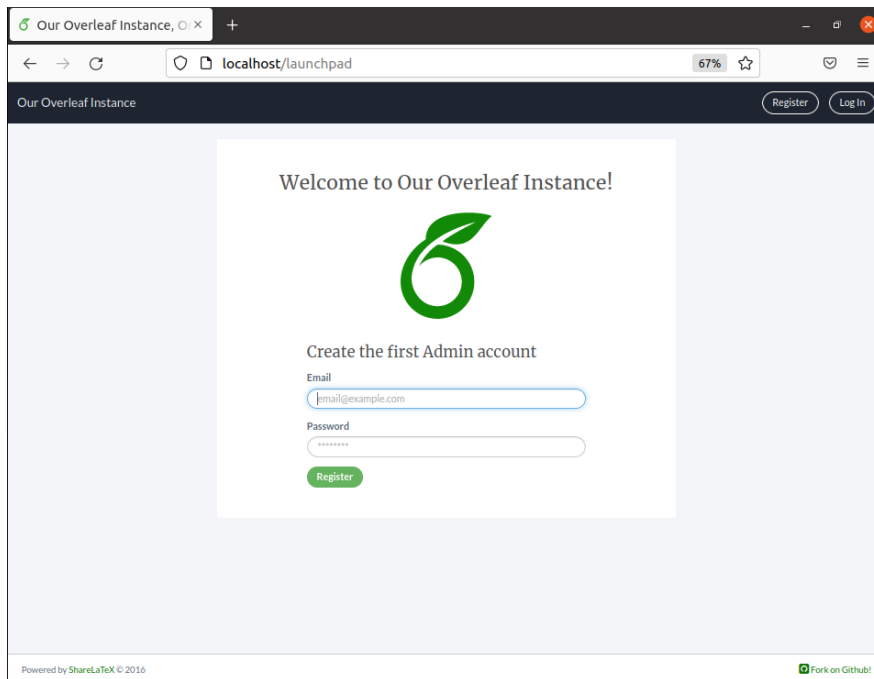 Our Overleaf Instance, O
localhost/launchpad
67%
Our Overleaf Instance
Register
Log In
Welcome to Our Overleaf Instance!
Create the first Admin account
Email
email@example.com
Password
********
Register
Powered by ShareLaTeX © 2016
Fork on Github!